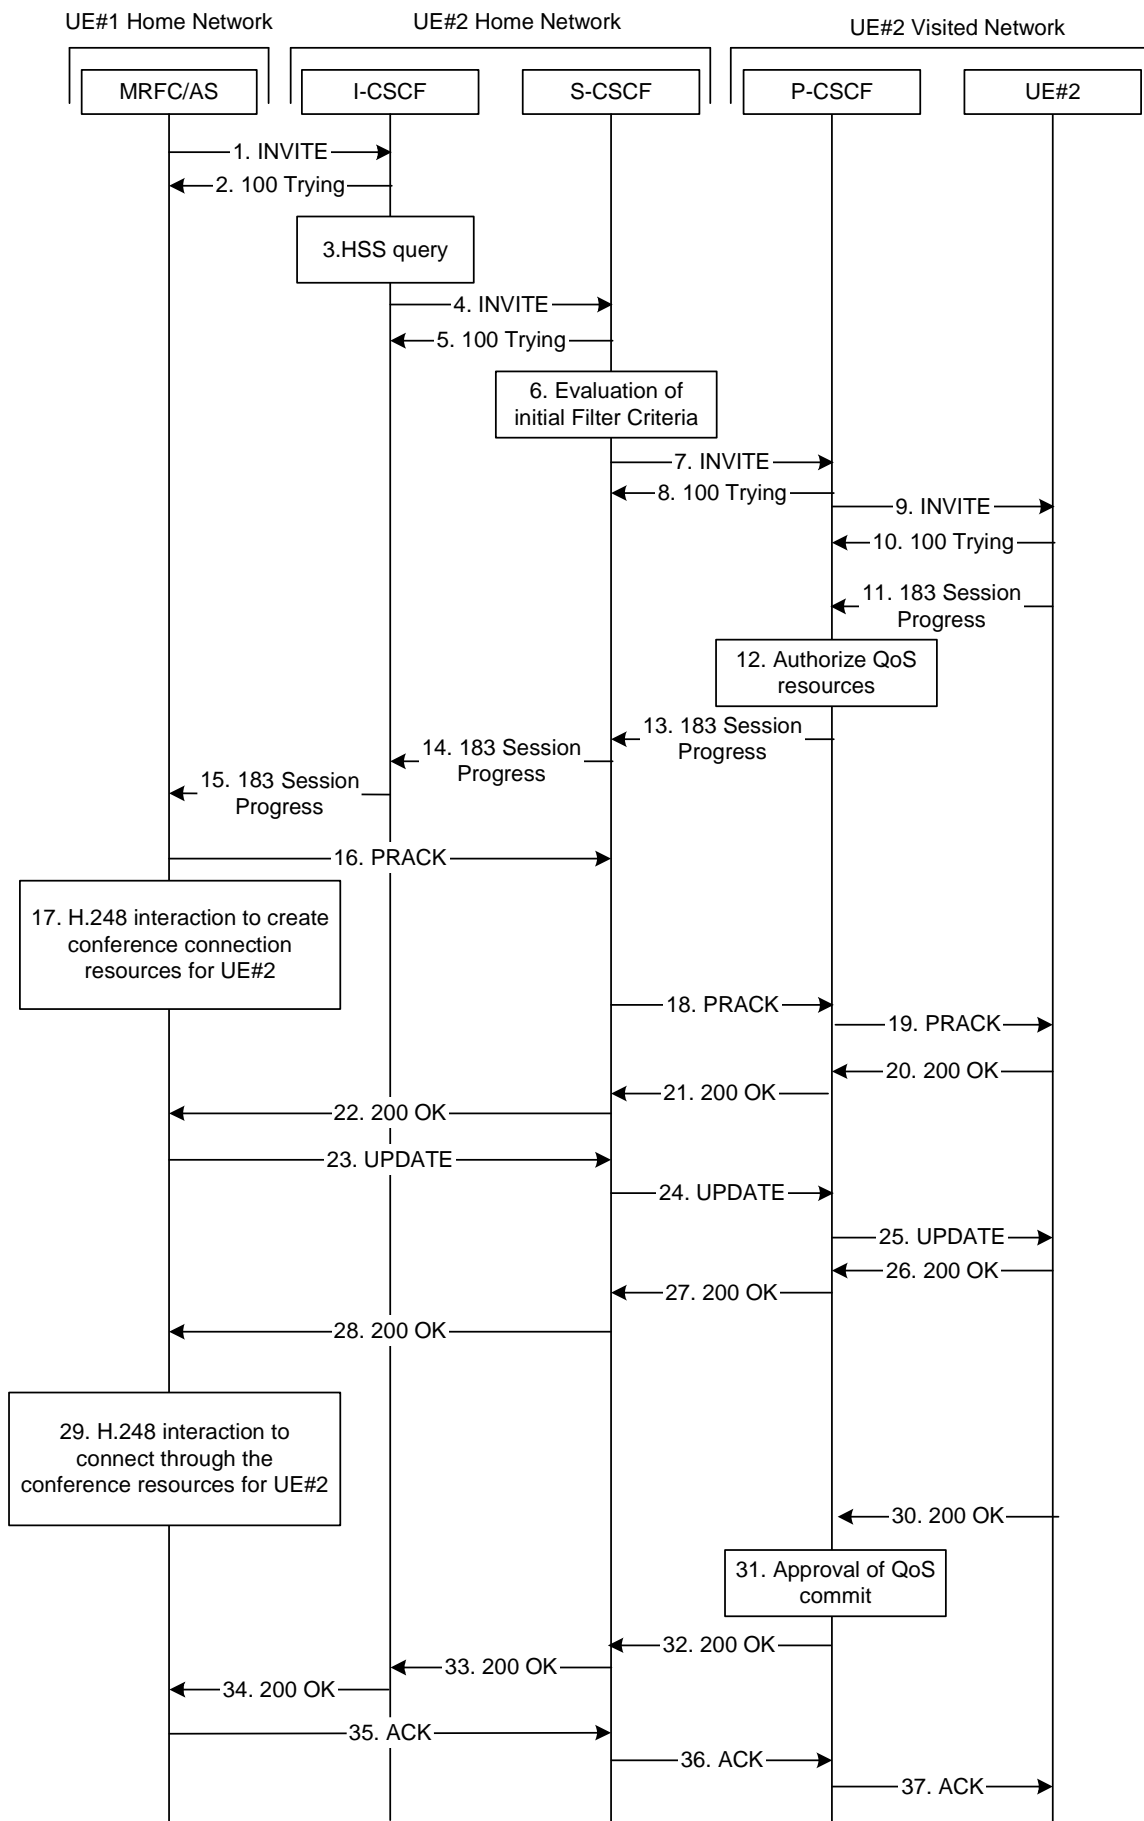 UE#1 Home Network
UE#2 Home Network
UE#2 Visited Network
MRFC/AS
I-CSCF
S-CSCF
P-CSCF
UE#2
1. INVITE
2. 100 Trying
3.HSS query
4. INVITE
5. 100 Trying
6. Evaluation of
initial Filter Criteria
7. INVITE
8. 100 Trying
9. INVITE
10. 100 Trying
11. 183 Session
Progress
12. Authorize QoS
resources
13. 183 Session
Progress
14. 183 Session
Progress
15. 183 Session
Progress
16. PRACK
17. H.248 interaction to create
conference connection
resources for UE#2
18. PRACK
19. PRACK
20. 200 OK
21. 200 OK
22. 200 OK
23. UPDATE
24. UPDATE
25. UPDATE
26. 200 OK
27. 200 OK
28. 200 OK
29. H.248 interaction to
connect through the
conference resources for UE#2
30. 200 OK
31. Approval of QoS
commit
32. 200 OK
33. 200 OK
34. 200 OK
35. ACK
36. ACK
37. ACK